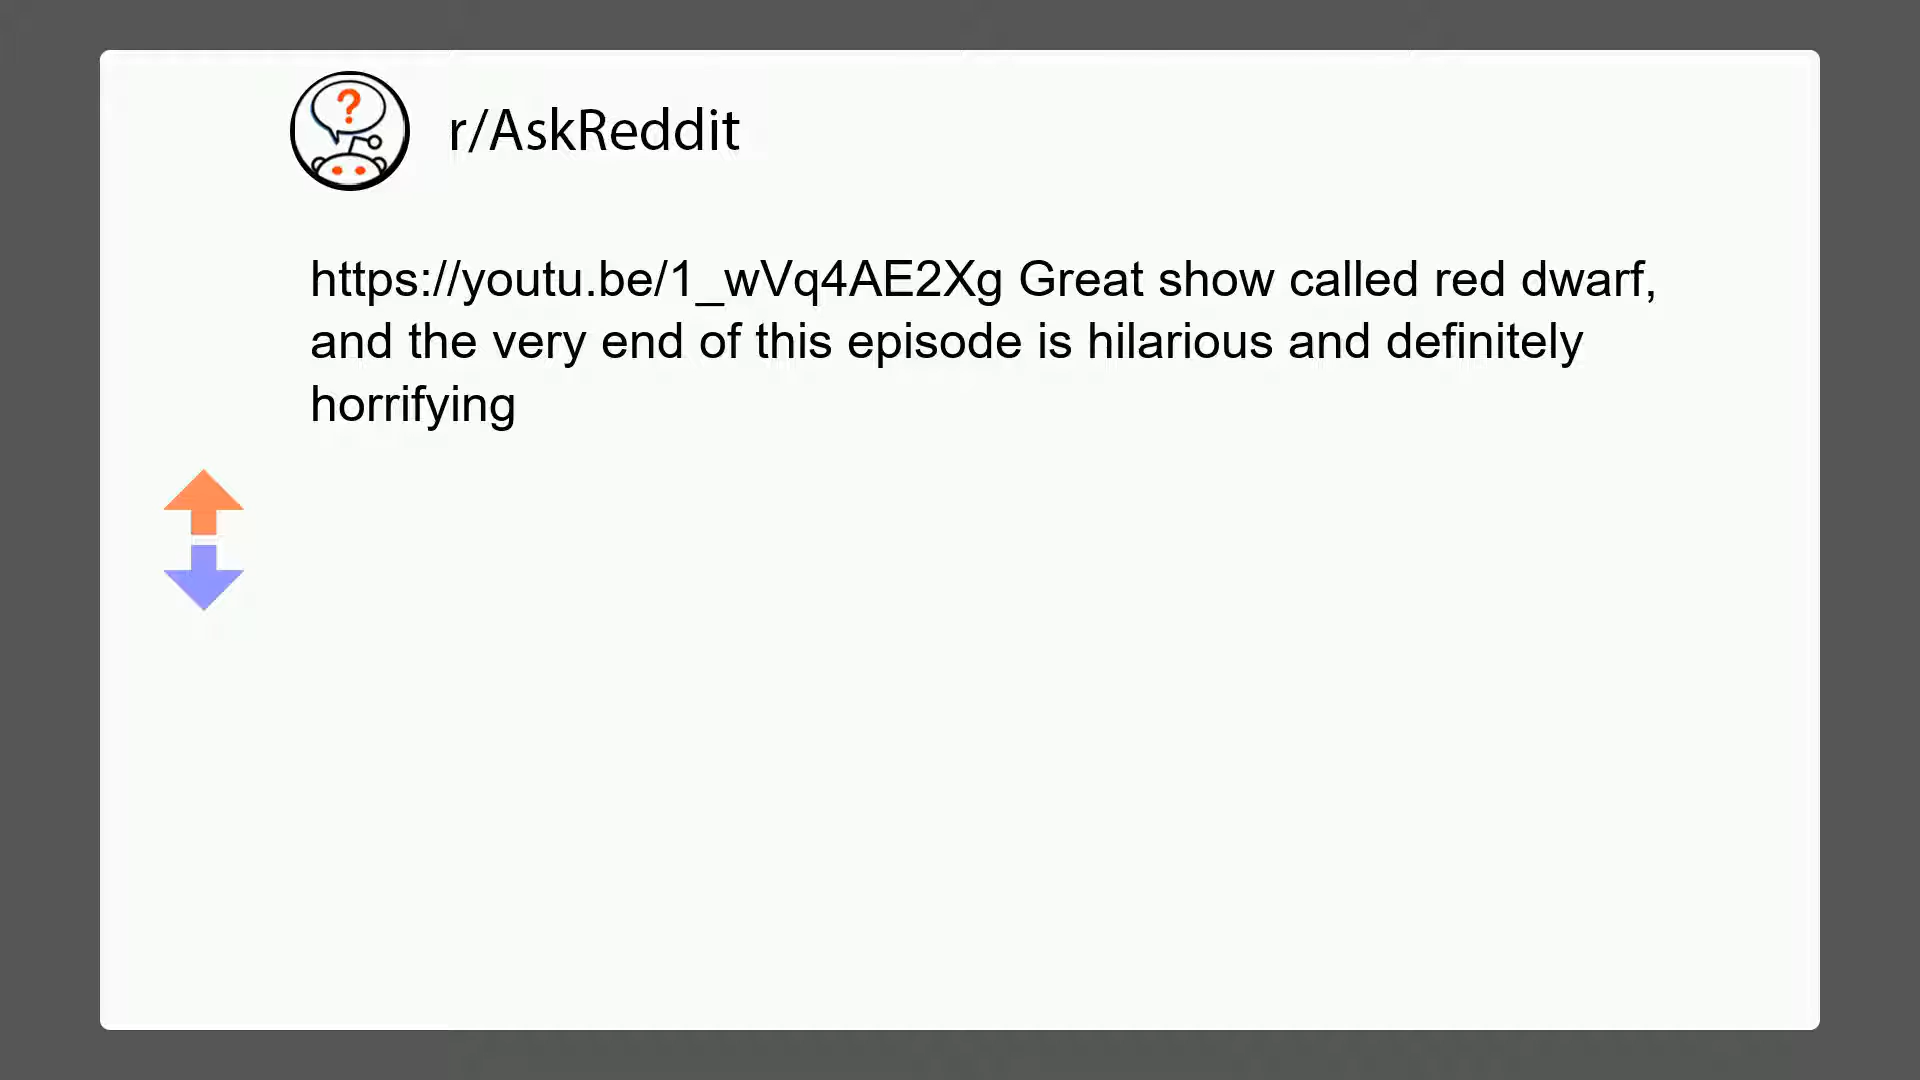 ?
r/AskReddit
https://youtu.be/1_wVq4AE2Xg Great show called red dwarf,
and the very end of this episode is hilarious and definitely
horrifying